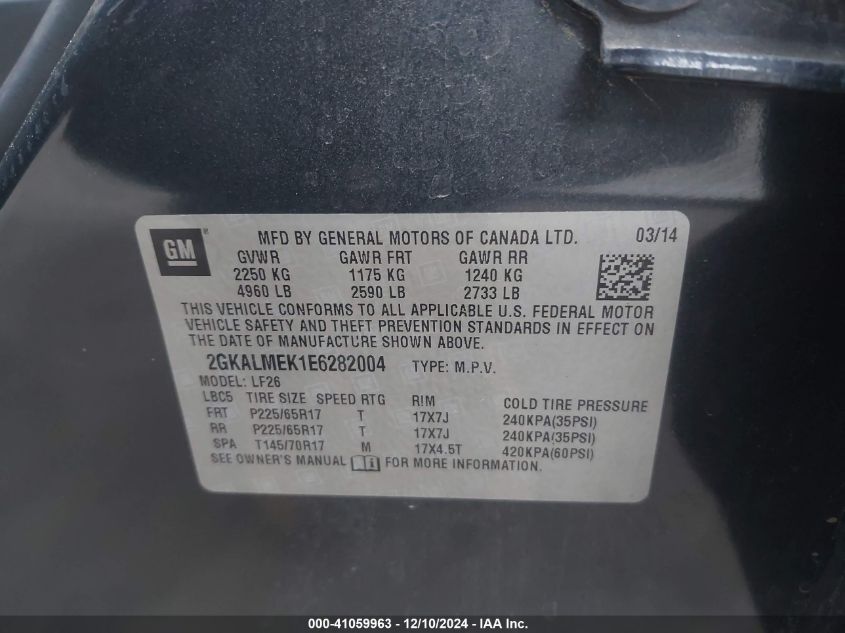 GM
MFD BY GENERAL MOTORS OF CANADA LTD. 03/14
GVWR GAWR FRT GAWR RR
2250 KG 1175 KG 1240 KG
4960 LB 2590 LB 2733 LB
THIS VEHICLE CONFORMS TO ALL APPLICABLE U.S. FEDERAL MOTOR
VEHICLE SAFETY AND THEFT PREVENTION STANDARDS IN EFFECT ON
THE DATE OF MANUFACTURE SHOWN ABOVE.
2GKALMEK1E6282004 TYPE: M.P.V.
MODEL: LF26
LBC5 TIRE SIZE SPEED RTG RIM COLD TIRE PRESSURE
FRT P225/65R17 T 17X7J 240KPA(35PSI)
RR P225/65R17 T 17X7J 240KPA(35PSI)
SPA T145/70R17 M 17X4.5T 420KPA(60PSI)
SEE OWNER'S MANUAL FOR MORE INFORMATION.
000-41059963 - 12/10/2024 - IAA Inc.